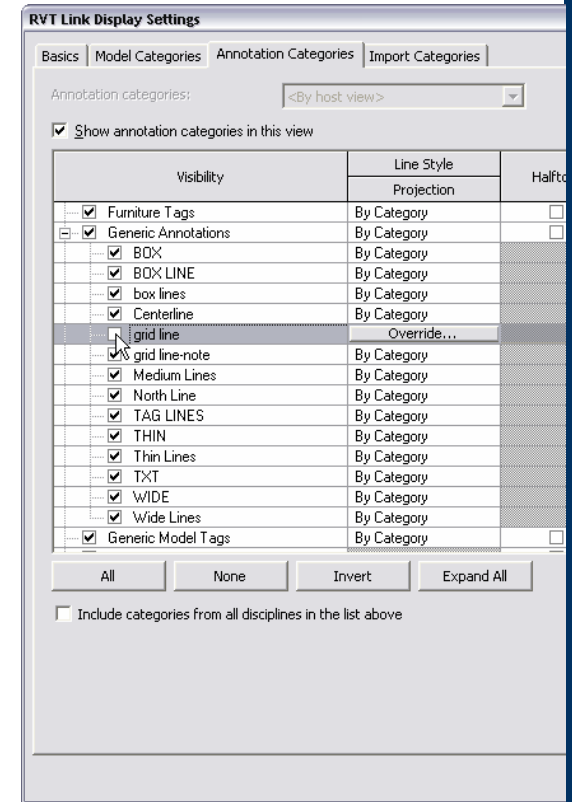 RVT Link Display Settings
Basics Model Categories Annotation Categories Import Categories
Annotation categories: <By host view>
Show annotation categories in this view
Visibility Line Style
Projection
Furniture Tags By Category
Generic Annotations By Category
BOX By Category
BOX LINE By Category
box lines By Category
Centerline By Category
grid line Override...
grid line-note By Category
Medium Lines By Category
North Line By Category
TAG LINES By Category
THIN By Category
Thin Lines By Category
TXT By Category
WIDE By Category
Wide Lines By Category
Generic Model Tags By Category
All None Invert Expand All
Include categories from all disciplines in the list above